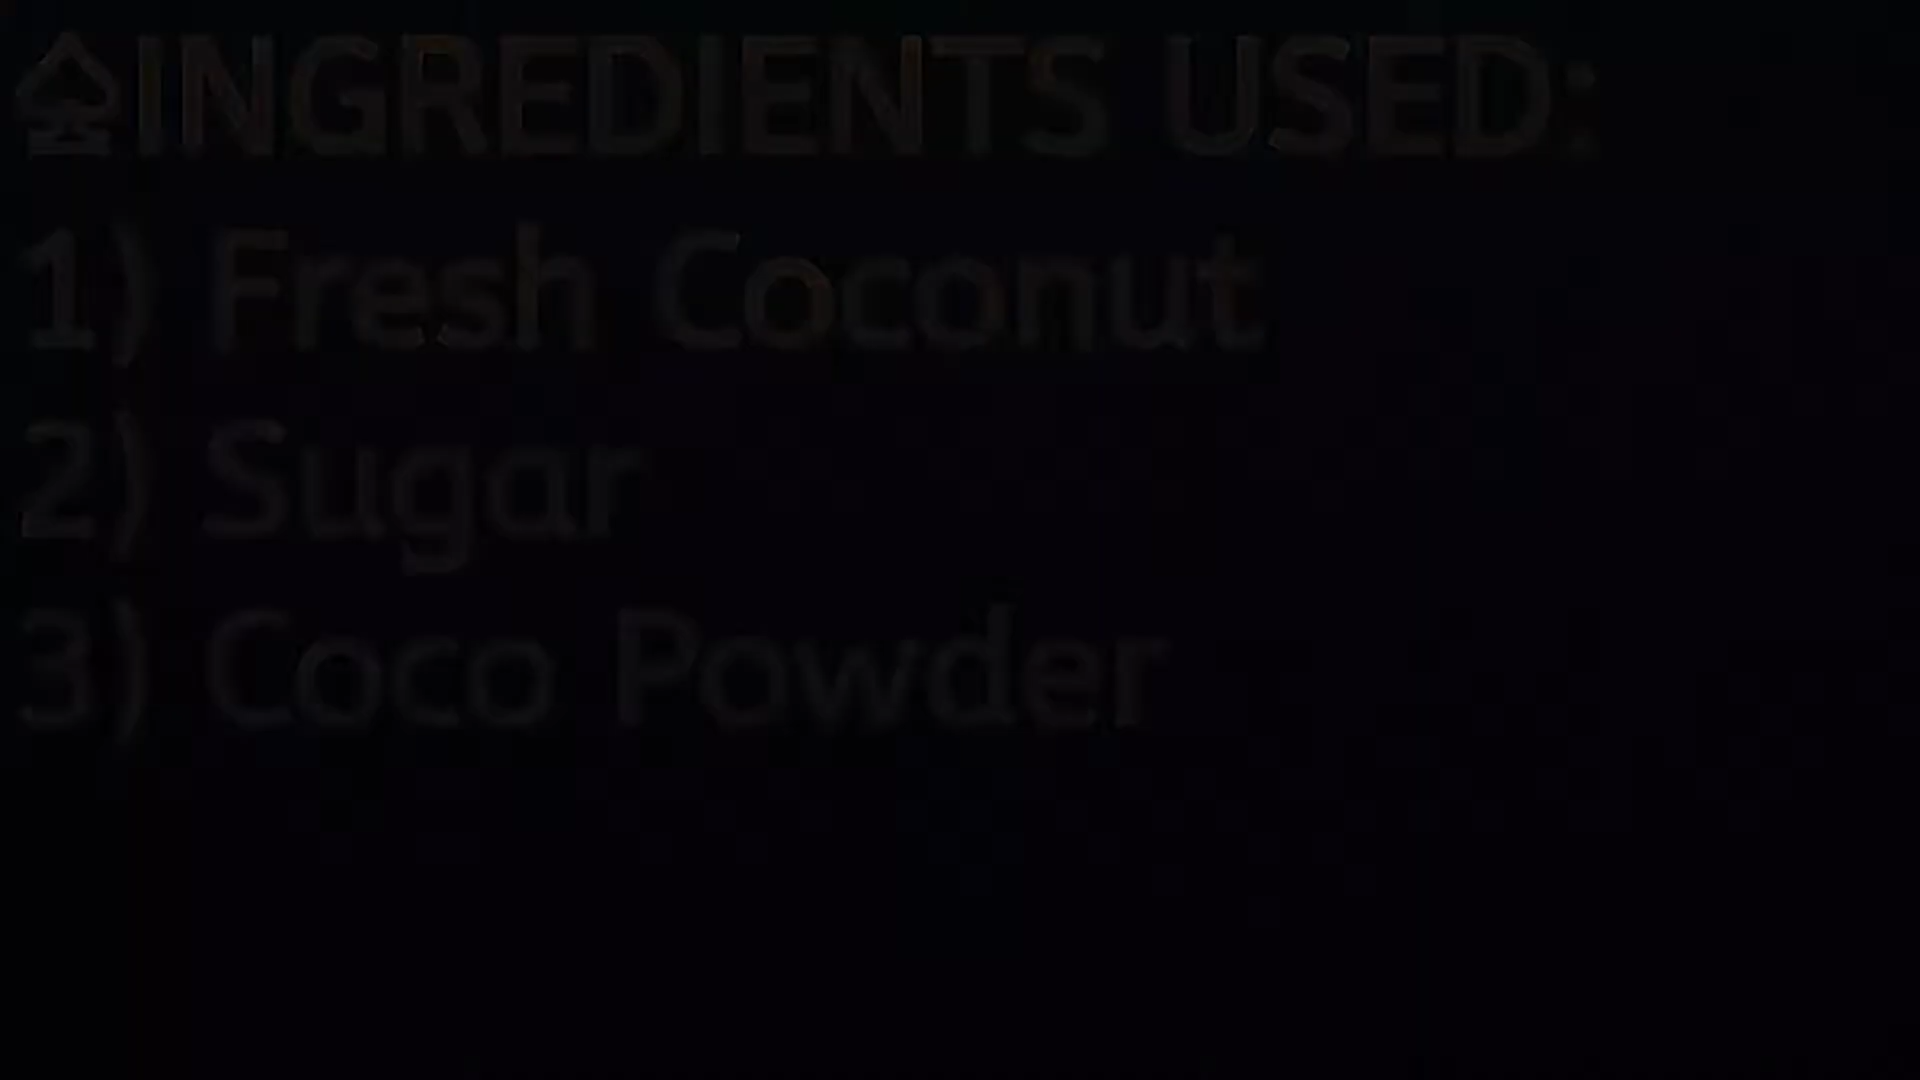 ♤INGREDIENTS USED:
1) Fresh Coconut
2) Sugar
3) Coco Powder